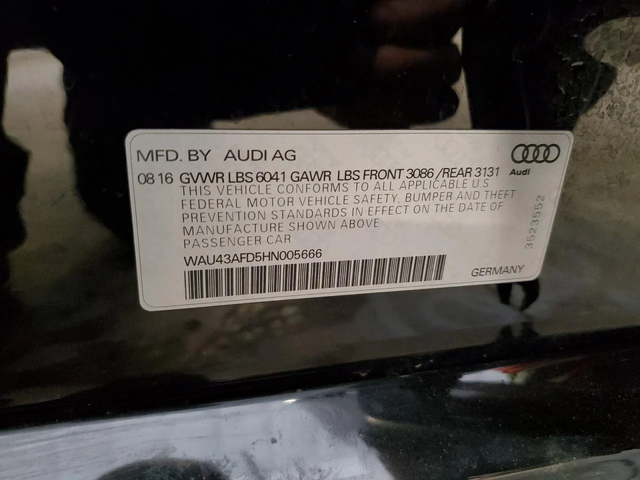 MFD. BY AUDI AG
Audi
08 16 GVWR LBS 6041 GAWR LBS FRONT 3086 / REAR 3131
THIS VEHICLE CONFORMS TO ALL APPLICABLE U S
FEDERAL MOTOR VEHICLE SAFETY, BUMPER AND THEFT
PREVENTION STANDARDS IN EFFECT ON THE DATE OF
MANUFACTURE SHOWN ABOVE
PASSENGER CAR
WAU43AFD5HN005666
GERMANY
3523552